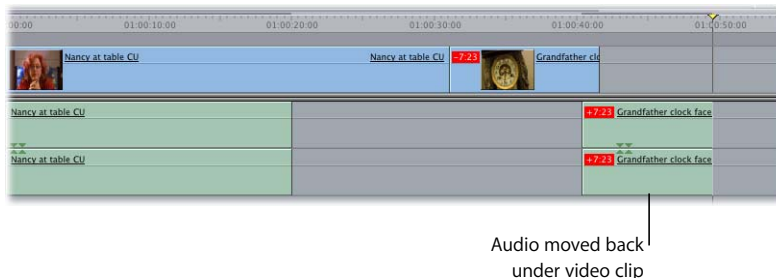 00:00 01:00:10:00 01:00:20:00 01:00:30:00 01:00:40:00 01:00:50:00
Nancy at table CU Nancy at table CU -7:23 Grandfather clo
Nancy at table CU +7:23 Grandfather clock face
Nancy at table CU +7:23 Grandfather clock face
Audio moved back
under video clip